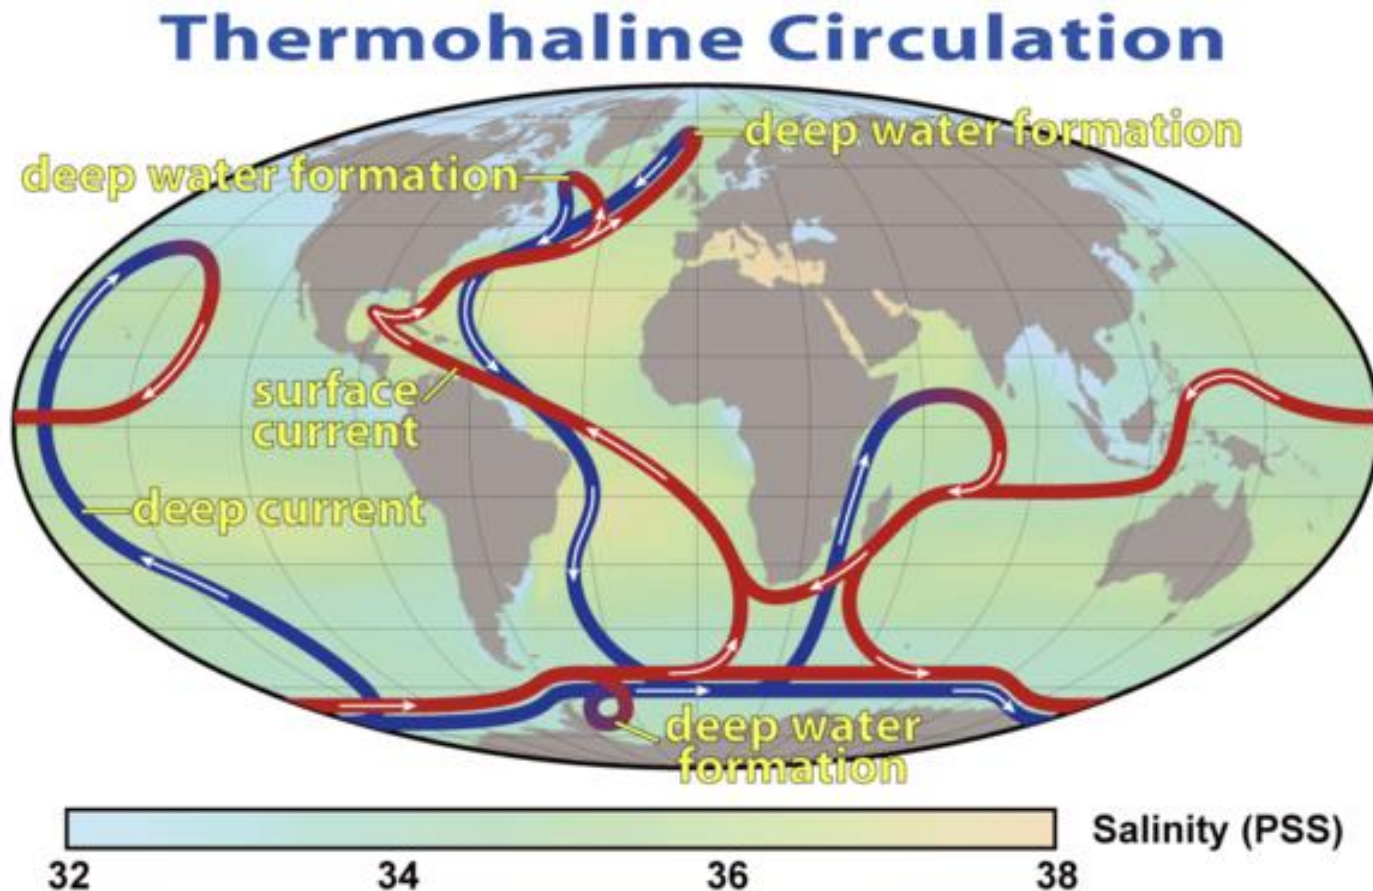 Thermohaline Circulation
deep water formation
deep water formation
surface
current
deep current
deep water
formation
Salinity (PSS)
32 34 36 38